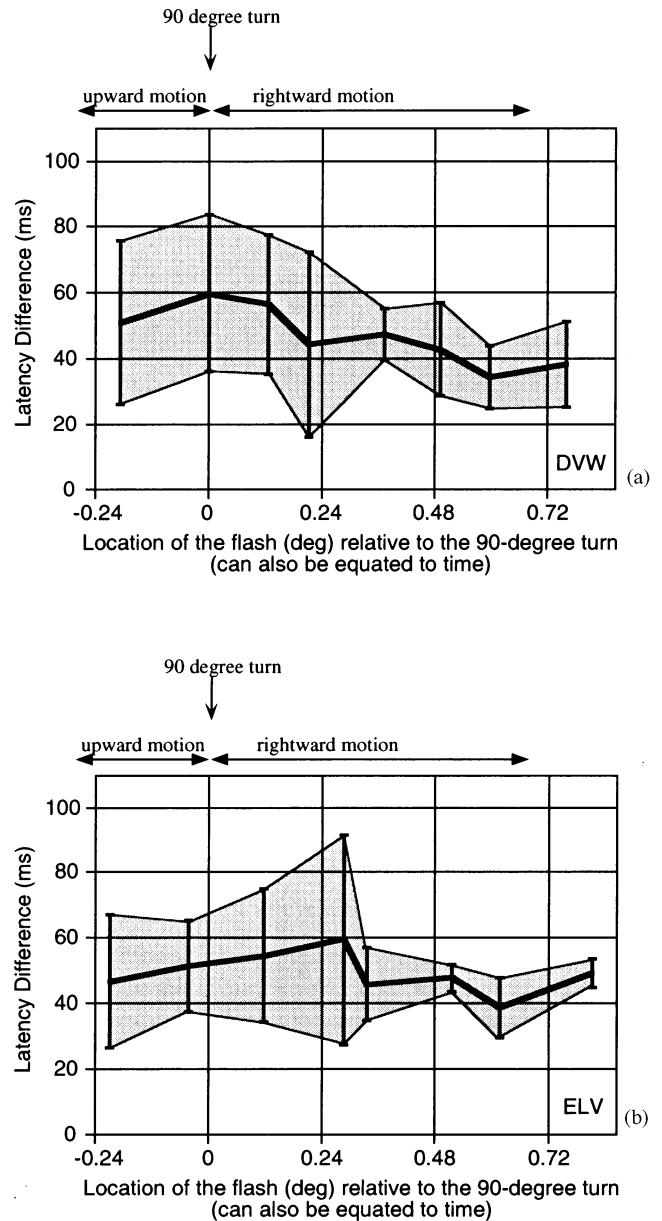 90 degree turn
upward motion rightward motion
100
80
60
40
20
0
Latency Difference (ms)
DVW
(a)
-0.24 0 0.24 0.48 0.72
Location of the flash (deg) relative to the 90-degree turn
(can also be equated to time)
90 degree turn
upward motion rightward motion
100
80
60
40
20
0
Latency Difference (ms)
ELV
(b)
-0.24 0 0.24 0.48 0.72
Location of the flash (deg) relative to the 90-degree turn
(can also be equated to time)